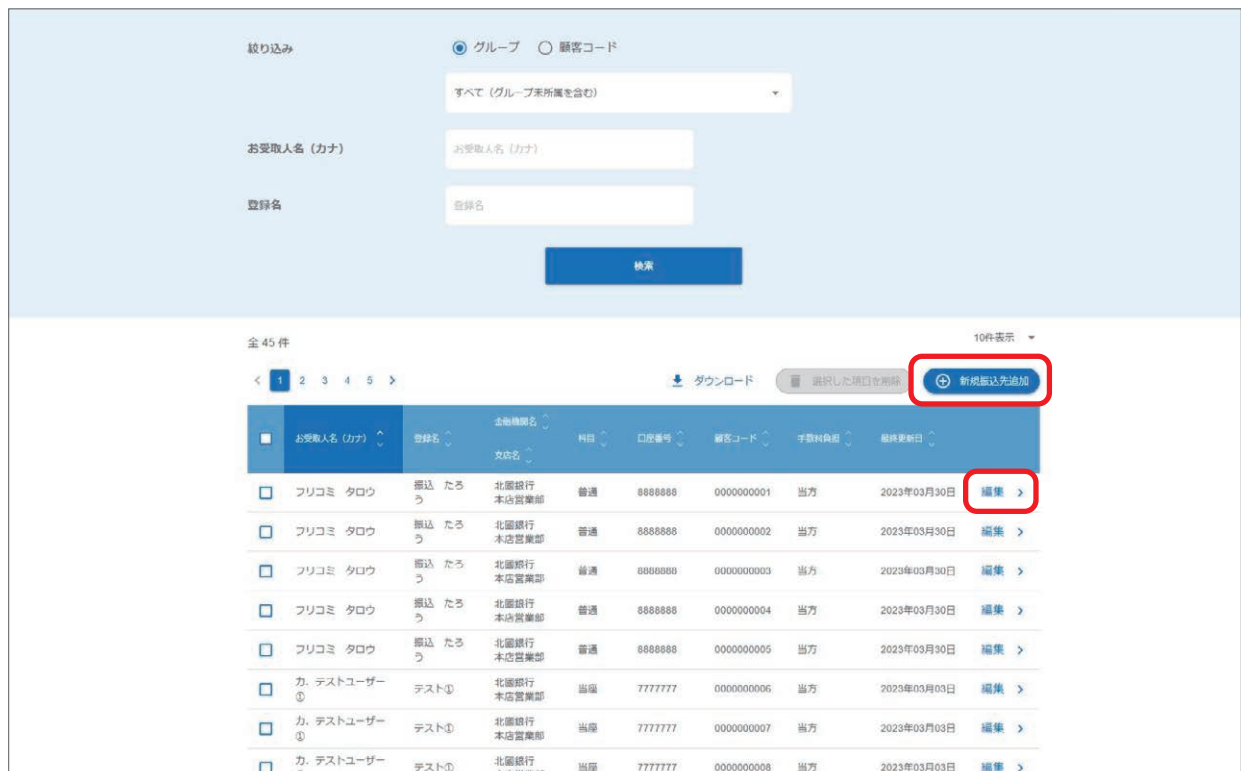 絞り込み グループ 顧客コード
すべて（グループ未所属を含む）
お受取人名（カナ） お受取人名（カナ）
登録名 登録名
検索
全 45 件 10件表示
< 1 2 3 4 5 > ダウンロード 選択した項目を削除 新規振込先追加
お受取人名（カナ） 登録名 金融機関名 支店名 科目 口座番号 顧客コード 手数料負担 最終更新日
フリコミ タロウ 振込 たろう 北國銀行 本店営業部 普通 8888888 0000000001 当方 2023年03月30日 編集 >
フリコミ タロウ 振込 たろう 北國銀行 本店営業部 普通 8888888 0000000002 当方 2023年03月30日 編集 >
フリコミ タロウ 振込 たろう 北國銀行 本店営業部 普通 8888888 0000000003 当方 2023年03月30日 編集 >
フリコミ タロウ 振込 たろう 北國銀行 本店営業部 普通 8888888 0000000004 当方 2023年03月30日 編集 >
フリコミ タロウ 振込 たろう 北國銀行 本店営業部 普通 8888888 0000000005 当方 2023年03月30日 編集 >
カ．テストユーザー① テスト① 北國銀行 本店営業部 当座 7777777 0000000006 当方 2023年03月03日 編集 >
カ．テストユーザー① テスト① 北國銀行 本店営業部 当座 7777777 0000000007 当方 2023年03月03日 編集 >
カ．テストユーザー テスト① 北國銀行 当座 7777777 0000000008 当方 2023年03月03日 編集 >